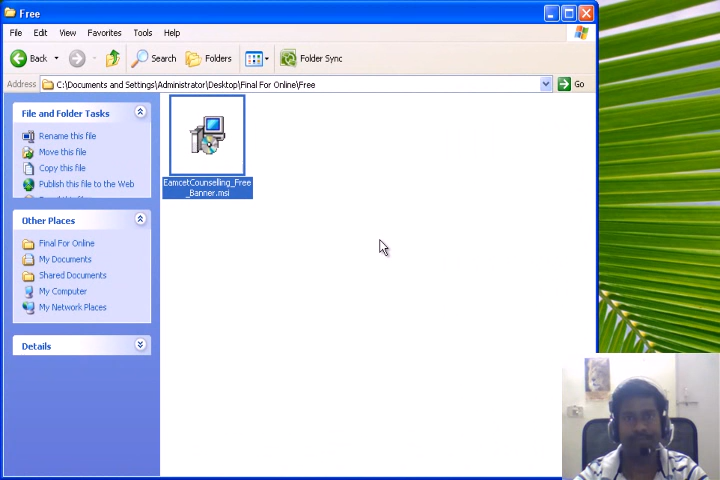 Free
File Edit View Favorites Tools Help
Back Search Folders Folder Sync
Address C:\Documents and Settings\Administrator\Desktop\Final For Online\Free Go
File and Folder Tasks
Rename this file
Move this file
Copy this file
Publish this file to the Web
Other Places
Final For Online
My Documents
Shared Documents
My Computer
My Network Places
Details
EamcetCounselling_Free
_Banner.msi